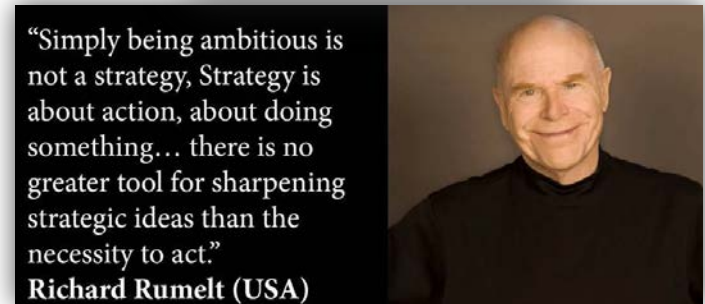 “Simply being ambitious is
not a strategy, Strategy is
about action, about doing
something… there is no
greater tool for sharpening
strategic ideas than the
necessity to act.”
Richard Rumelt (USA)